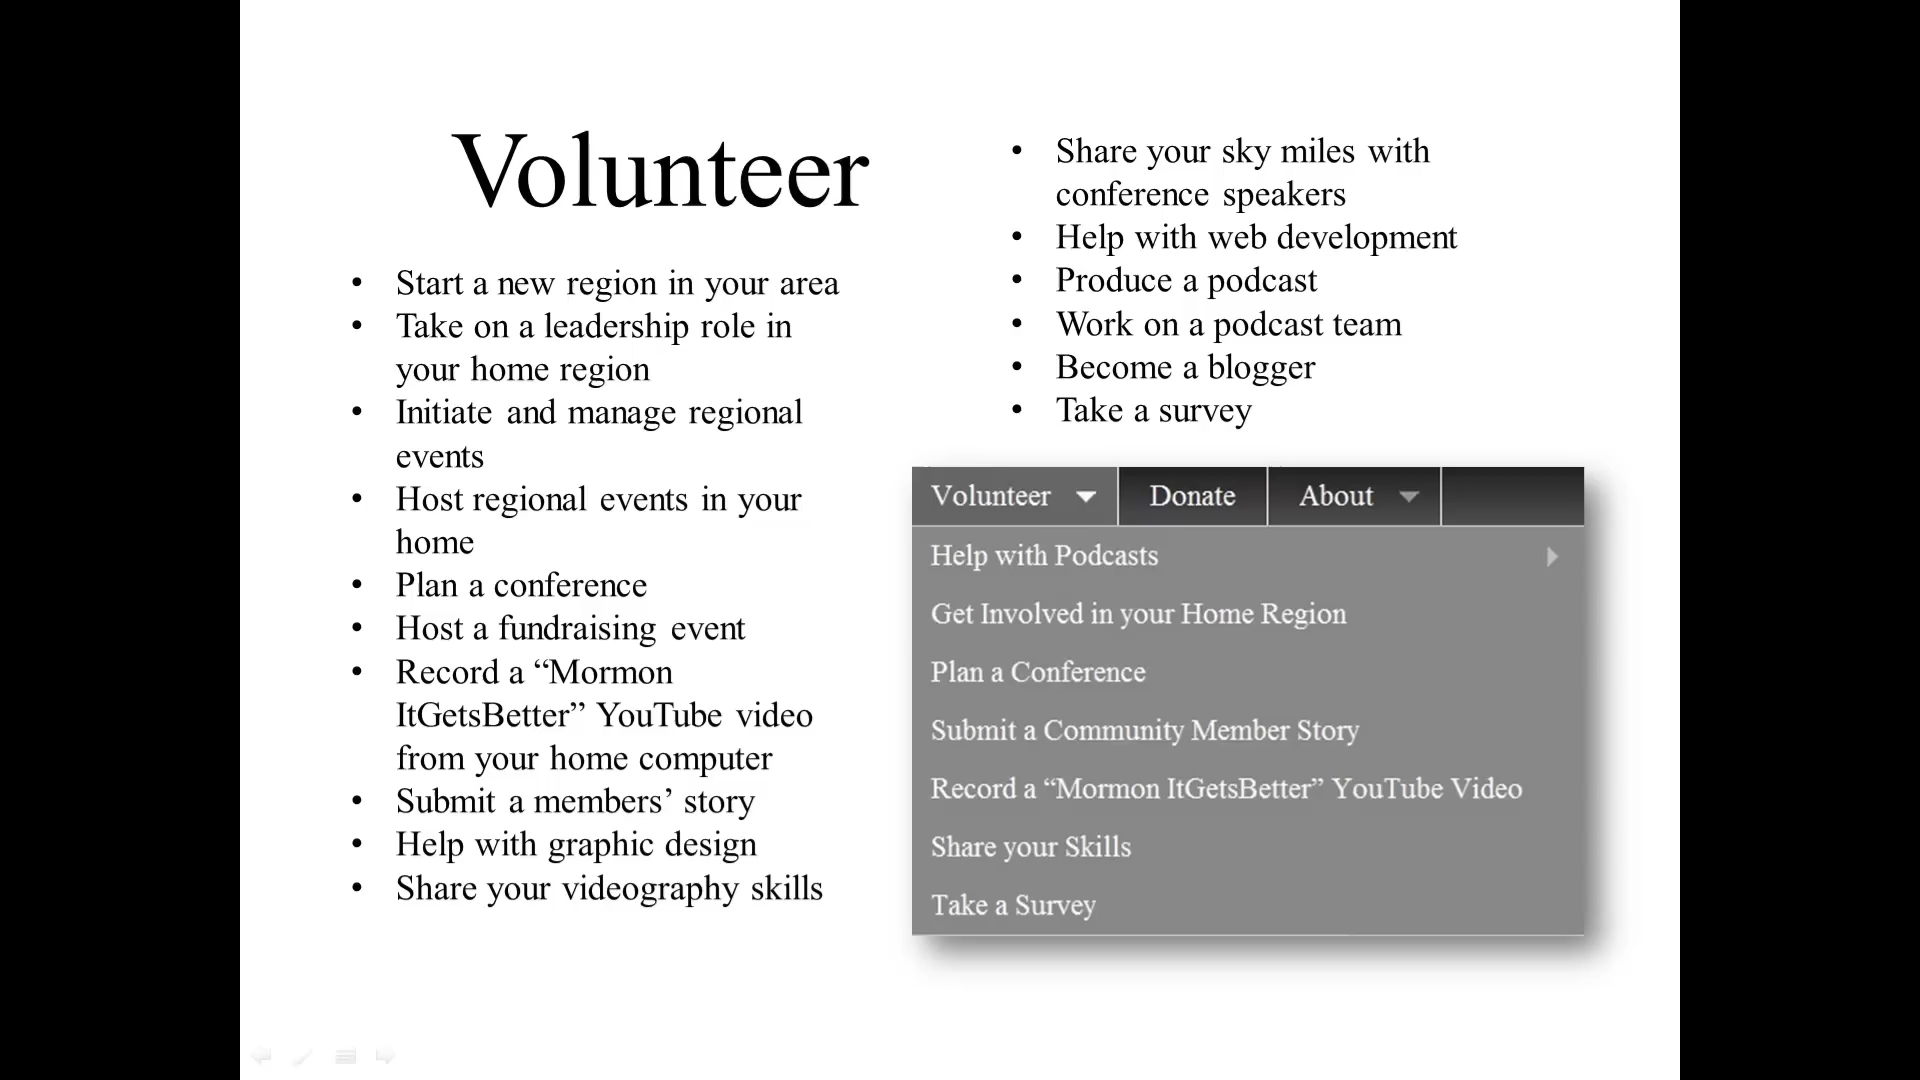 Volunteer
• Start a new region in your area
• Take on a leadership role in
your home region
• Initiate and manage regional
events
• Host regional events in your
home
• Plan a conference
• Host a fundraising event
• Record a “Mormon
ItGetsBetter” YouTube video
from your home computer
• Submit a members’ story
• Help with graphic design
• Share your videography skills
• Share your sky miles with
conference speakers
• Help with web development
• Produce a podcast
• Work on a podcast team
• Become a blogger
• Take a survey
Volunteer Donate About
Help with Podcasts
Get Involved in your Home Region
Plan a Conference
Submit a Community Member Story
Record a “Mormon ItGetsBetter” YouTube Video
Share your Skills
Take a Survey